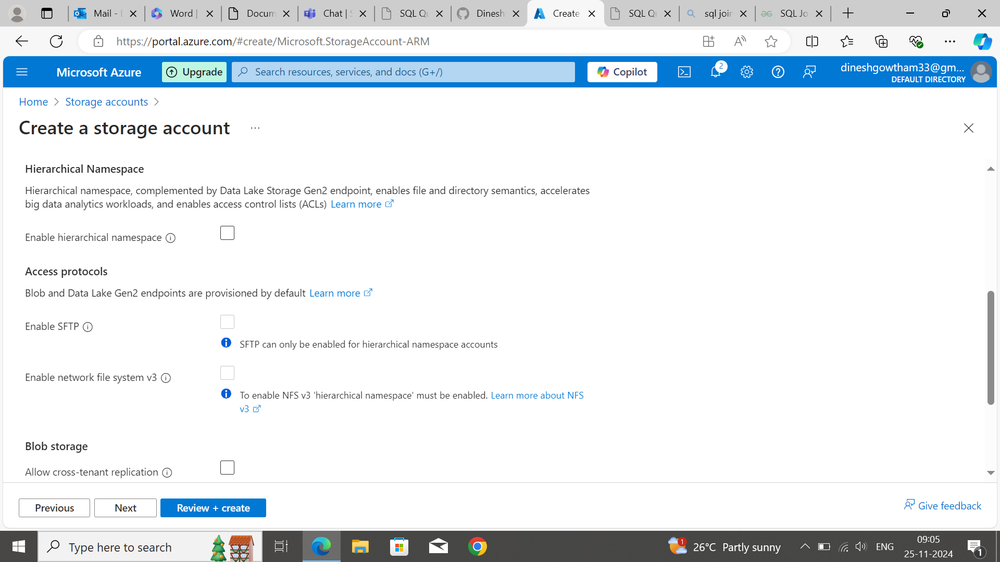 Mail -
Word |
Docum
Chat |
SQL Qu
Dinesh
Create
SQL Qu
sql join
SQL Jo
https://portal.azure.com/#create/Microsoft.StorageAccount-ARM
Microsoft Azure
Upgrade
Search resources, services, and docs (G+/)
Copilot
2
dineshgowtham33@gm...
DEFAULT DIRECTORY
Home
Storage accounts
Create a storage account
...
Hierarchical Namespace
Hierarchical namespace, complemented by Data Lake Storage Gen2 endpoint, enables file and directory semantics, accelerates
big data analytics workloads, and enables access control lists (ACLs) Learn more
Enable hierarchical namespace
Access protocols
Blob and Data Lake Gen2 endpoints are provisioned by default Learn more
Enable SFTP
SFTP can only be enabled for hierarchical namespace accounts
Enable network file system v3
To enable NFS v3 'hierarchical namespace' must be enabled. Learn more about NFS
v3
Blob storage
Allow cross-tenant replication
Previous
Next
Review + create
Give feedback
Type here to search
1
26°C Partly sunny
ENG
09:05
25-11-2024
1